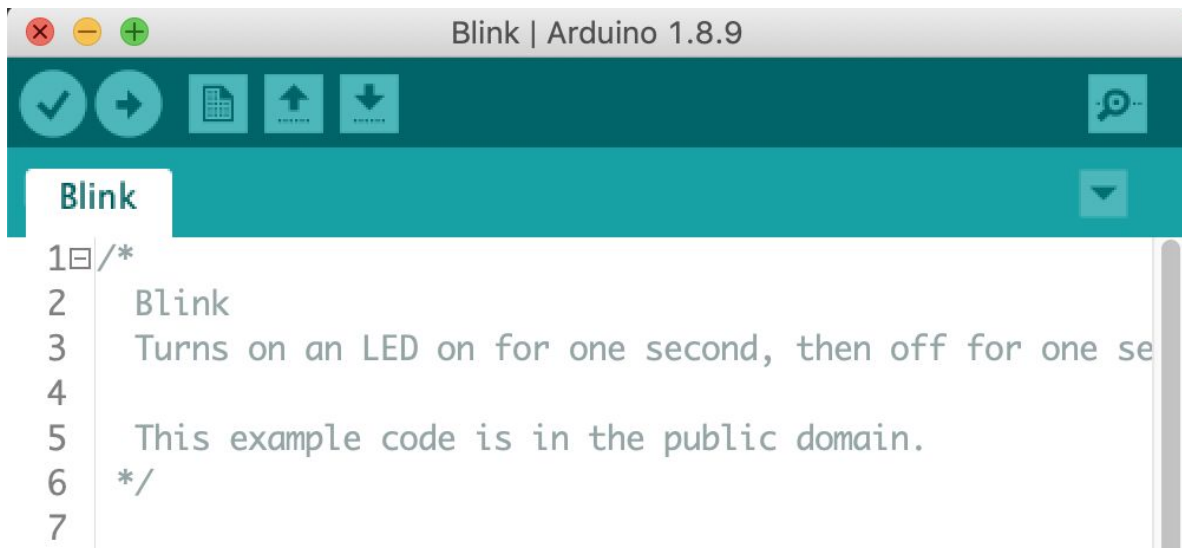 Blink | Arduino 1.8.9
Blink
1 /*
2 Blink
3 Turns on an LED on for one second, then off for one se
4
5 This example code is in the public domain.
6 */
7